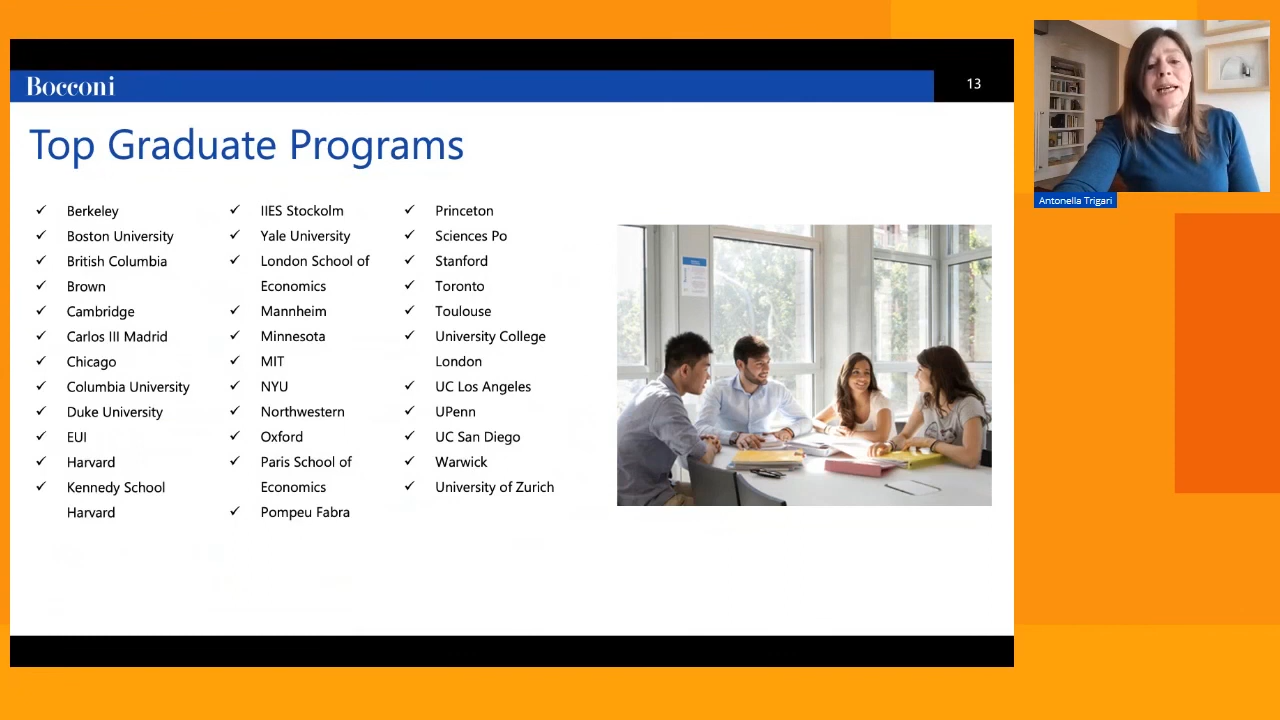 Bocconi
13
Top Graduate Programs
Berkeley
Boston University
British Columbia
Brown
Cambridge
Carlos III Madrid
Chicago
Columbia University
Duke University
EUI
Harvard
Kennedy School
Harvard
IIES Stockolm
Yale University
London School of
Economics
Mannheim
Minnesota
MIT
NYU
Northwestern
Oxford
Paris School of
Economics
Pompeu Fabra
Princeton
Sciences Po
Stanford
Toronto
Toulouse
University College
London
UC Los Angeles
UPenn
UC San Diego
Warwick
University of Zurich
Antonella Trigari